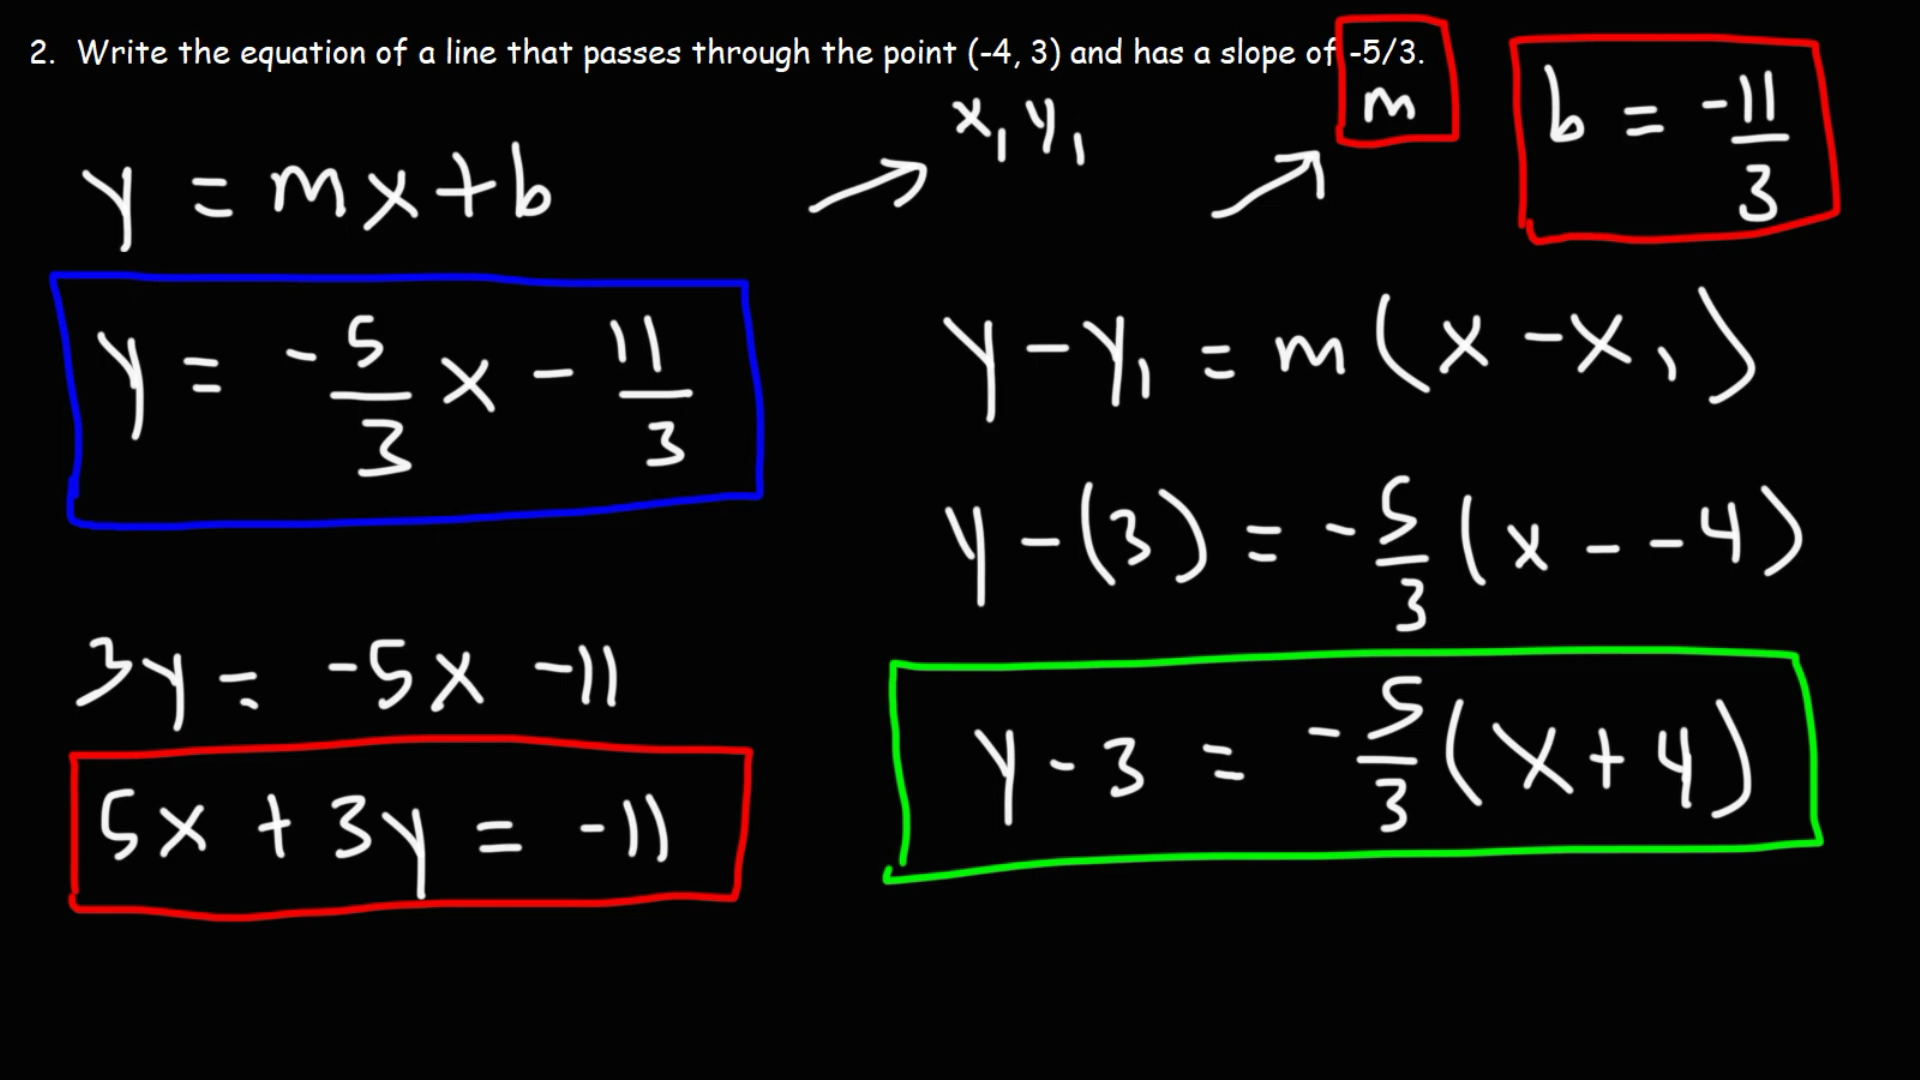 2. Write the equation of a line that passes through the point (-4, 3) and has a slope of -5/3.
m
x₁ y₁
b = -11/3
y = mx+b
y = -5/3 x - 11/3
3y = -5x -11
5x + 3y = -11
y - y₁ = m(x - x₁)
y - (3) = -5/3 (x - -4)
y - 3 = -5/3 (x + 4)